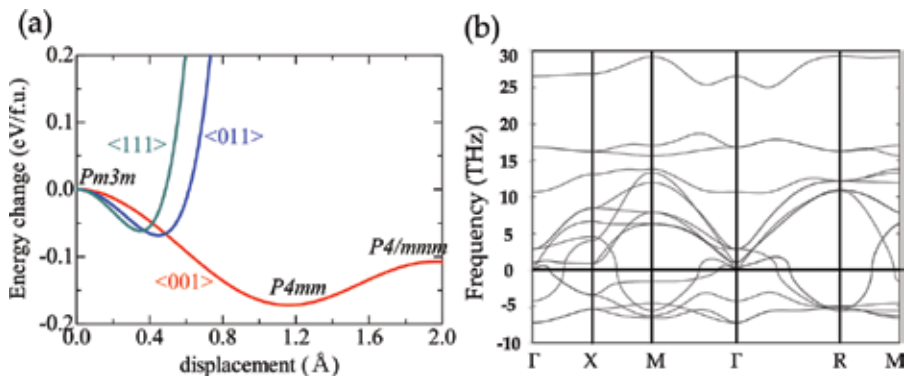 (a)
0.2
0.1
0.0
-0.1
-0.2
Energy change (eV/f.u.)
<111>
<011>
Pm3m
<001>
P4mm
P4/mmm
0.0 0.4 0.8 1.2 1.6 2.0
displacement (Å)
(b)
30
25
20
15
10
5
0
-5
-10
Frequency (THz)
Γ X M Γ R M